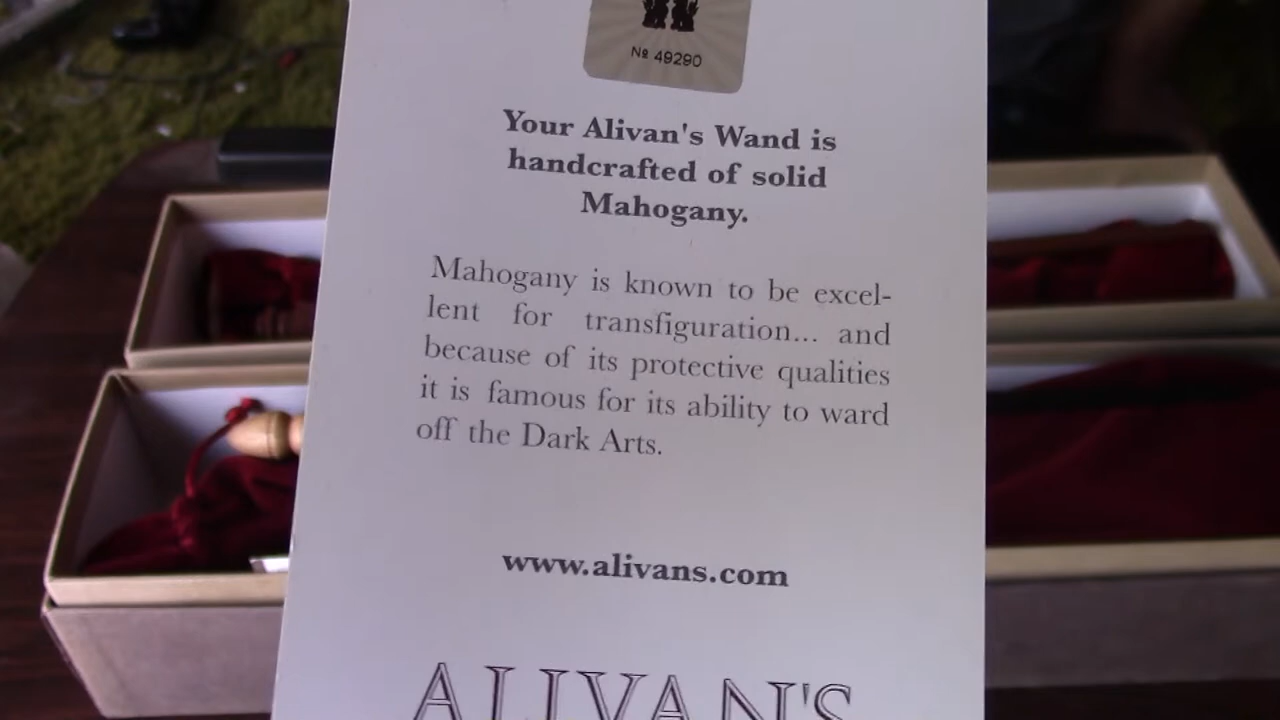 № 49290
Your Alivan's Wand is
handcrafted of solid
Mahogany.
Mahogany is known to be excel-
lent for transfiguration... and
because of its protective qualities
it is famous for its ability to ward
off the Dark Arts.
www.alivans.com
ALIVAN'S